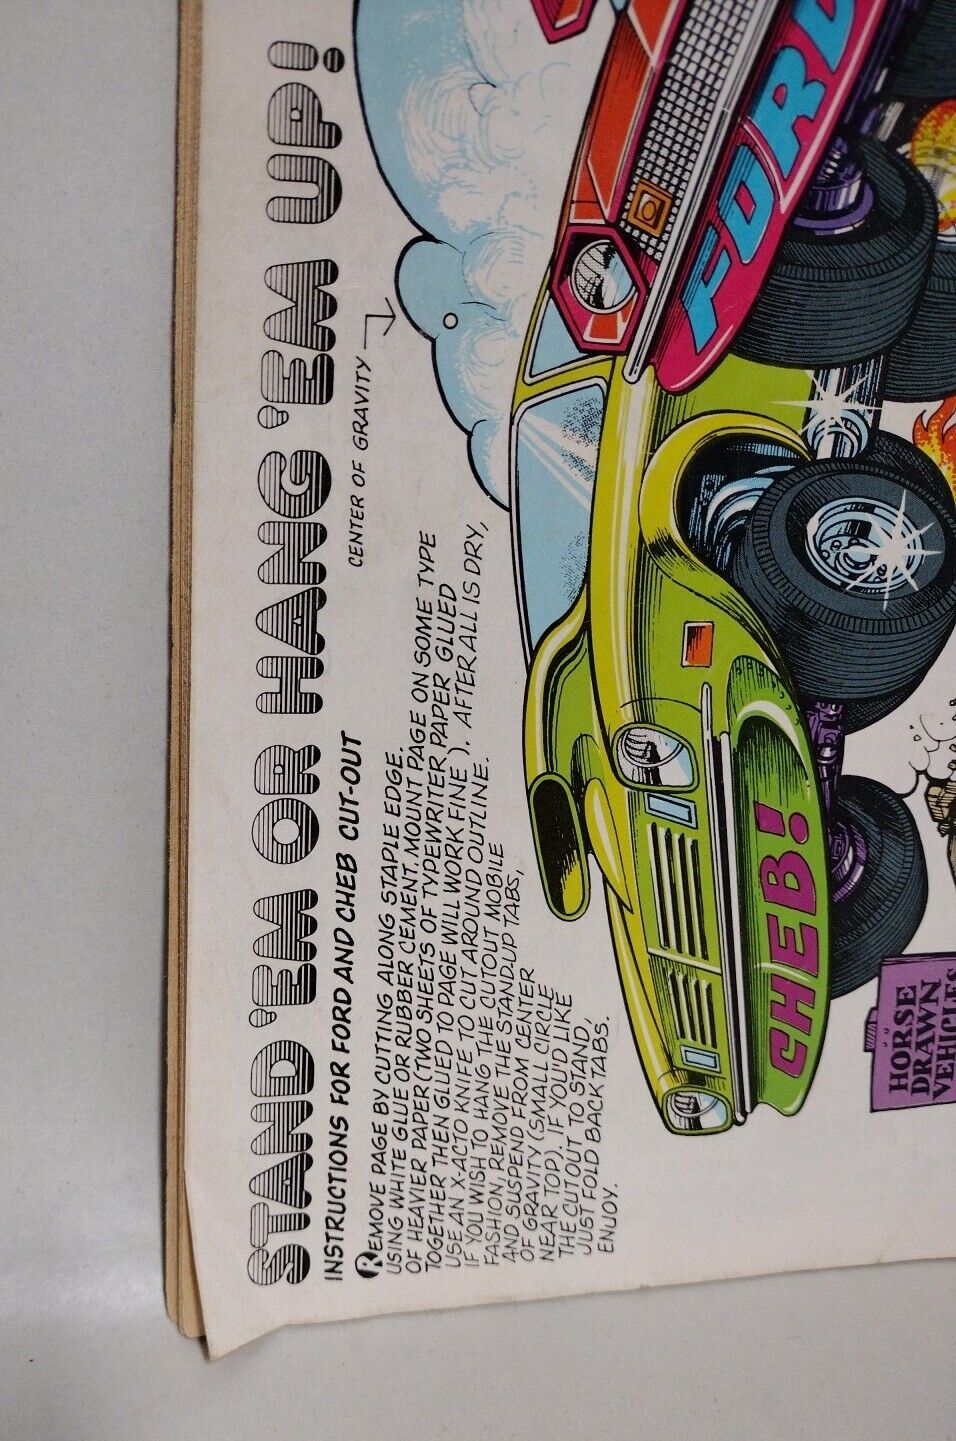 STAND 'EM OR HANG 'EM UP!
INSTRUCTIONS FOR FORD AND CHEB CUT-OUT
REMOVE PAGE BY CUTTING ALONG STAPLE EDGE.
USING WHITE GLUE OR RUBBER CEMENT, MOUNT PAGE ON SOME TYPE
OF HEAVIER PAPER (TWO SHEETS OF TYPEWRITER PAPER GLUED
TOGETHER THEN GLUED TO PAGE WILL WORK FINE). AFTER ALL IS DRY,
USE AN X-ACTO KNIFE TO CUT AROUND OUTLINE.
IF YOU WISH TO HANG THE CUTOUT MOBILE
FASHION, REMOVE THE STAND-UP TABS,
AND SUSPEND FROM CENTER
OF GRAVITY (SMALL CIRCLE
NEAR TOP). IF YOU'D LIKE
THE CUTOUT TO STAND,
JUST FOLD BACK TABS.
ENJOY.
CENTER OF GRAVITY
FORD
CHEB!
HORSE
DRAWN
VEHICLES